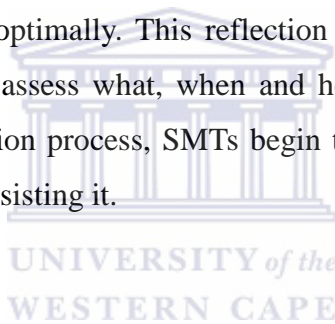 optimally. This reflection
assess what, when and
ion process, SMTs begin
sisting it.
UNIVERSITY of the
WESTERN CAPE